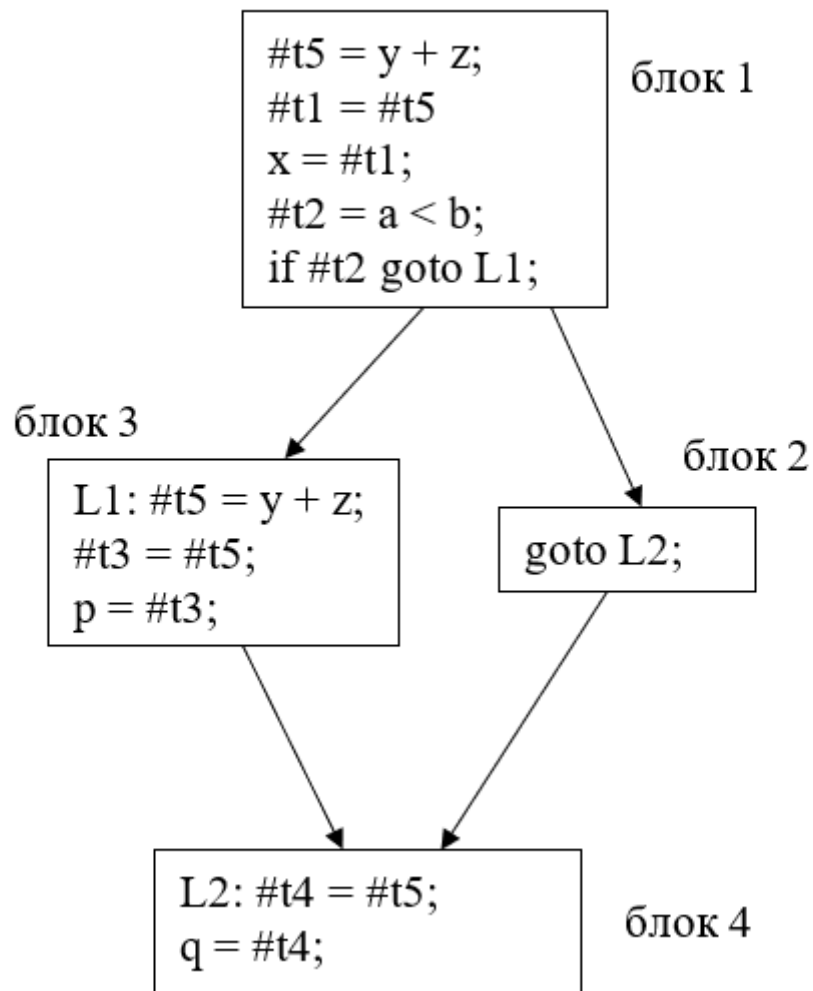 #t5 = y + z;
#t1 = #t5
x = #t1;
#t2 = a < b;
if #t2 goto L1;
блок 1
блок 3
L1: #t5 = y + z;
#t3 = #t5;
p = #t3;
блок 2
goto L2;
L2: #t4 = #t5;
q = #t4;
блок 4